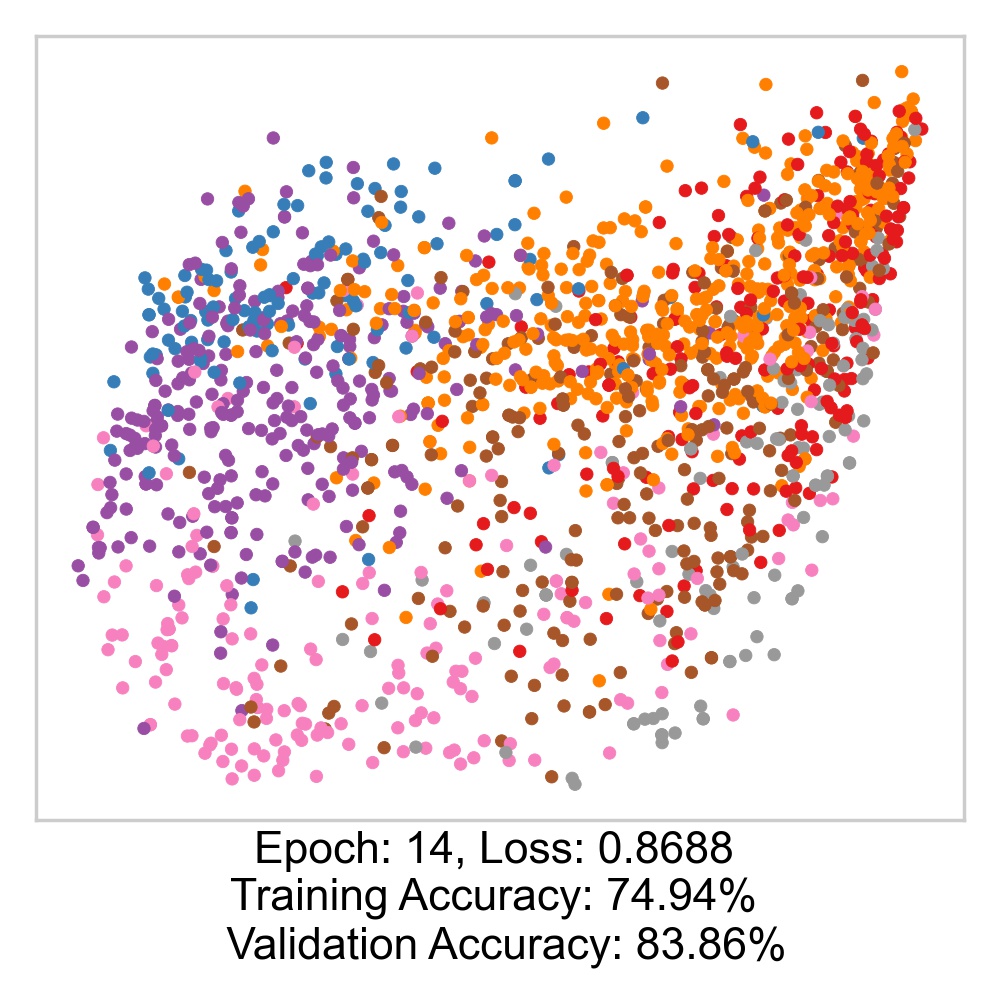 Epoch: 14, Loss: 0.8688
Training Accuracy: 74.94%
Validation Accuracy: 83.86%